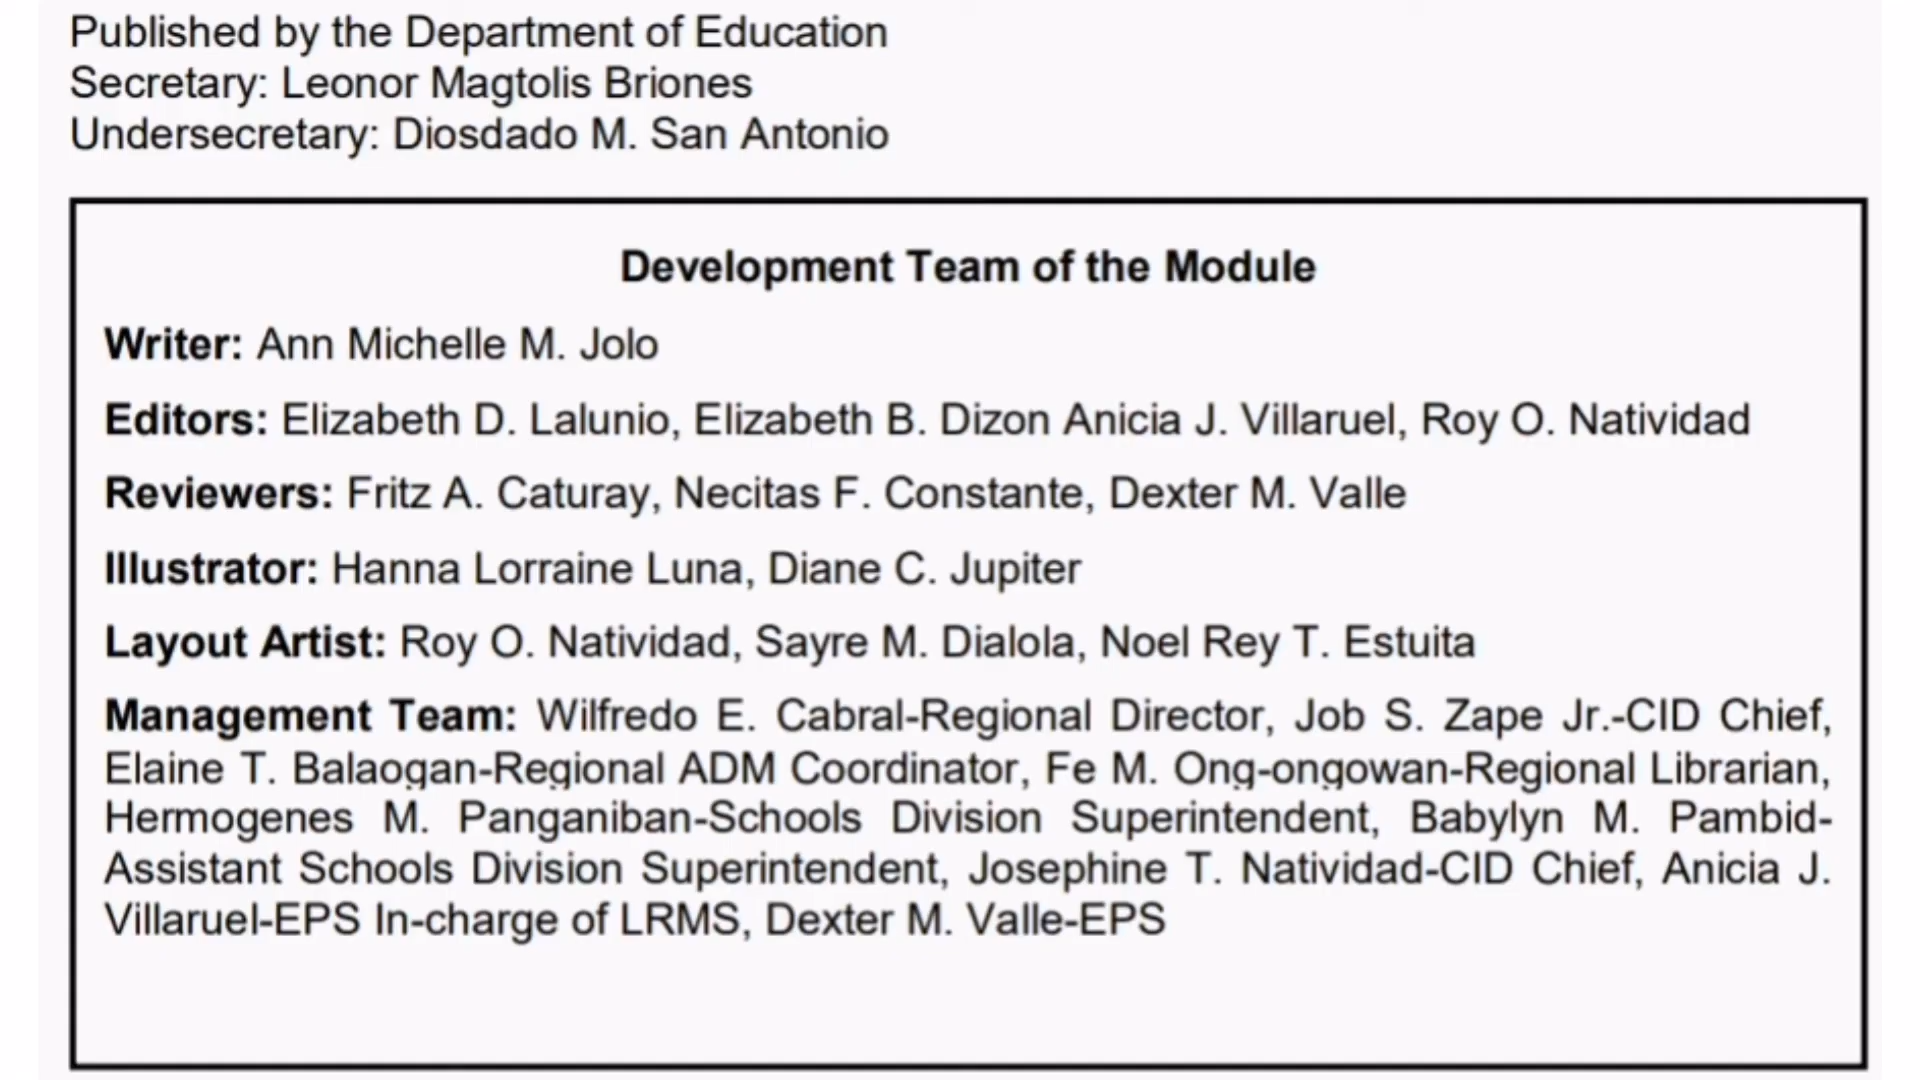 Published by the Department of Education
Secretary: Leonor Magtolis Briones
Undersecretary: Diosdado M. San Antonio
Development Team of the Module
Writer: Ann Michelle M. Jolo
Editors: Elizabeth D. Lalunio, Elizabeth B. Dizon Anicia J. Villaruel, Roy O. Natividad
Reviewers: Fritz A. Caturay, Necitas F. Constante, Dexter M. Valle
Illustrator: Hanna Lorraine Luna, Diane C. Jupiter
Layout Artist: Roy O. Natividad, Sayre M. Dialola, Noel Rey T. Estuita
Management Team: Wilfredo E. Cabral-Regional Director, Job S. Zape Jr.-CID Chief,
Elaine T. Balaogan-Regional ADM Coordinator, Fe M. Ong-ongowan-Regional Librarian,
Hermogenes M. Panganiban-Schools Division Superintendent, Babylyn M. Pambid-
Assistant Schools Division Superintendent, Josephine T. Natividad-CID Chief, Anicia J.
Villaruel-EPS In-charge of LRMS, Dexter M. Valle-EPS